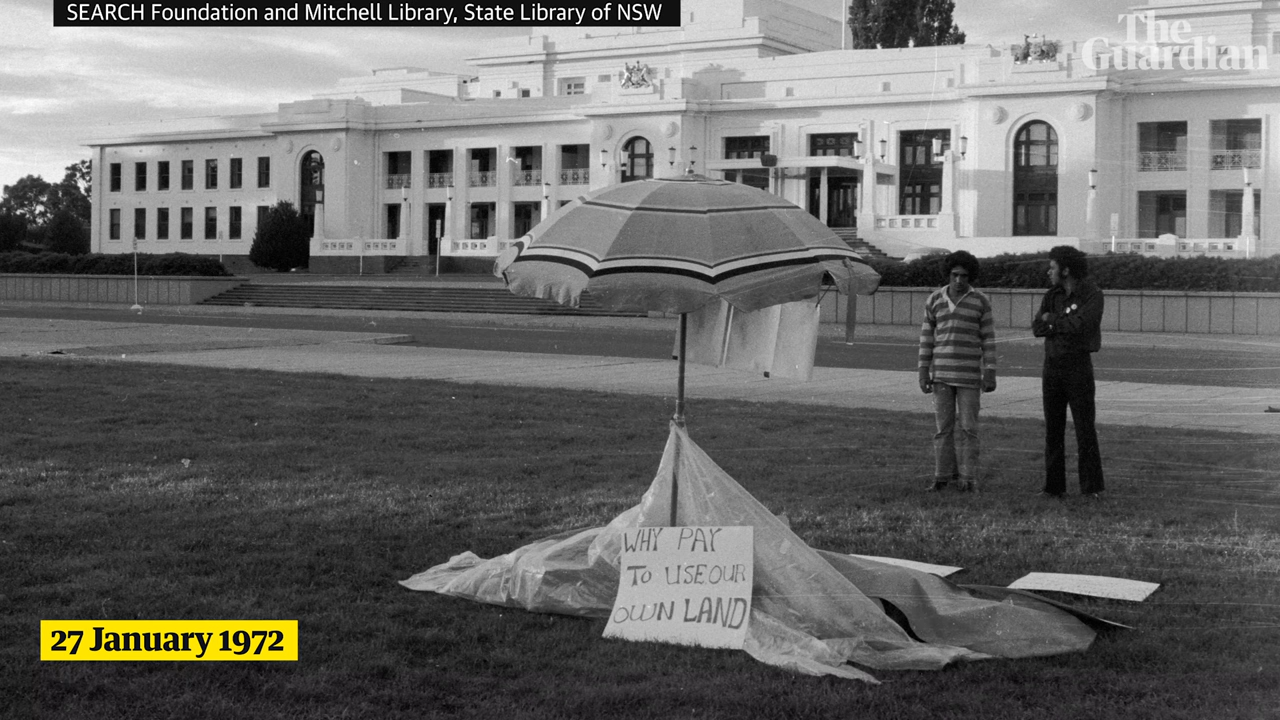 SEARCH Foundation and Mitchell Library, State Library of NSW
The
Guardian
WHY PAY
TO USE OUR
OWN LAND
27 January 1972